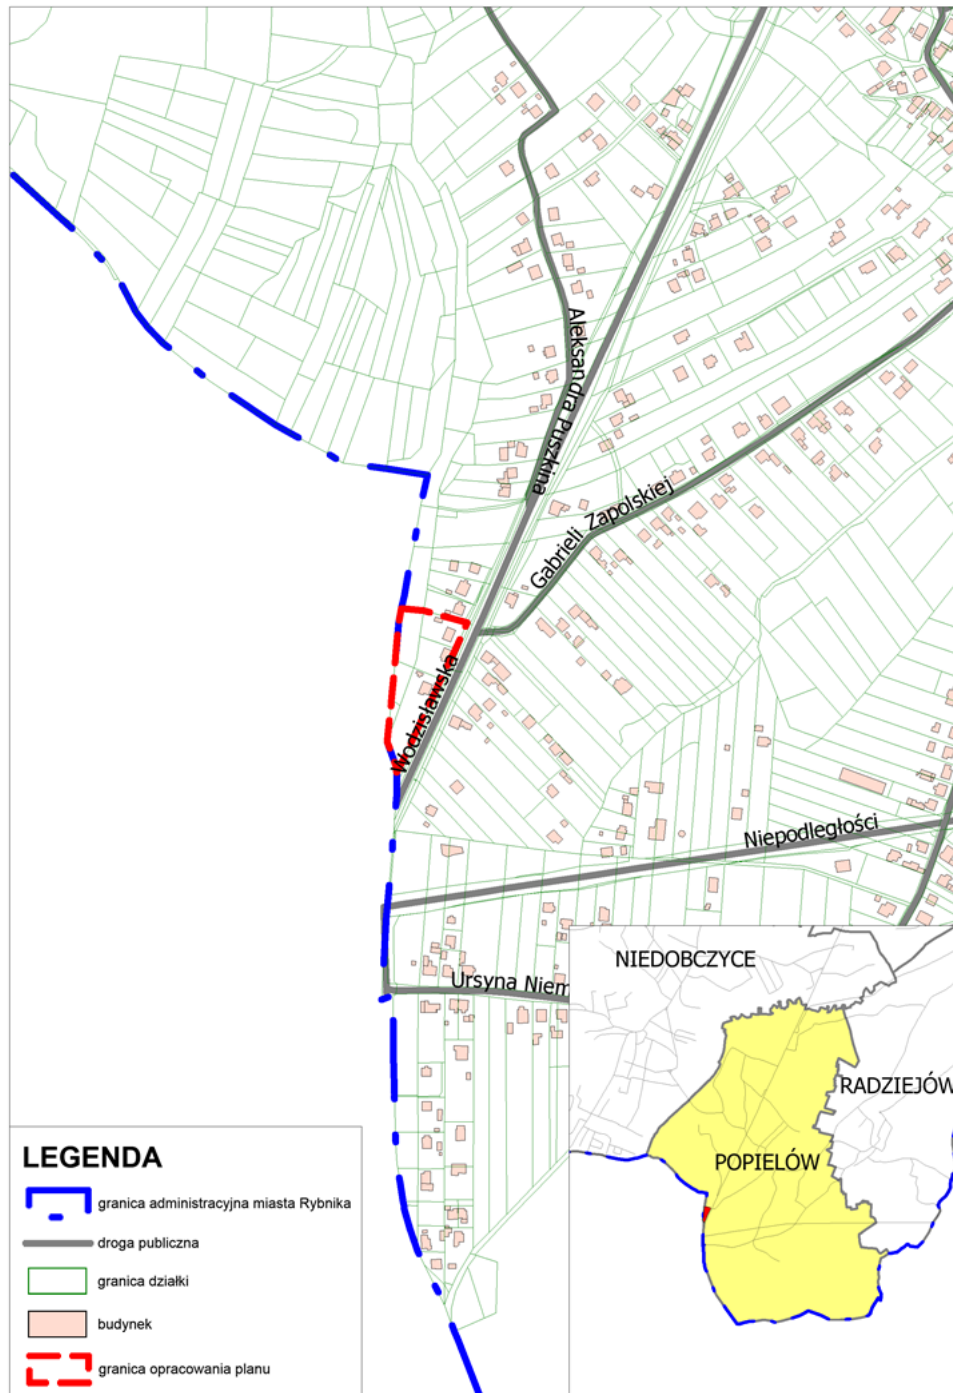 Aleksandra Puszkina
Gabrieli Zapolskiej
Wodzisławska
Niepodległości
Ursyna Niem
NIEDOBCZYCE
RADZIEJÓW
POPIELÓW
LEGENDA
granica administracyjna miasta Rybnika
droga publiczna
granica działki
budynek
granica opracowania planu